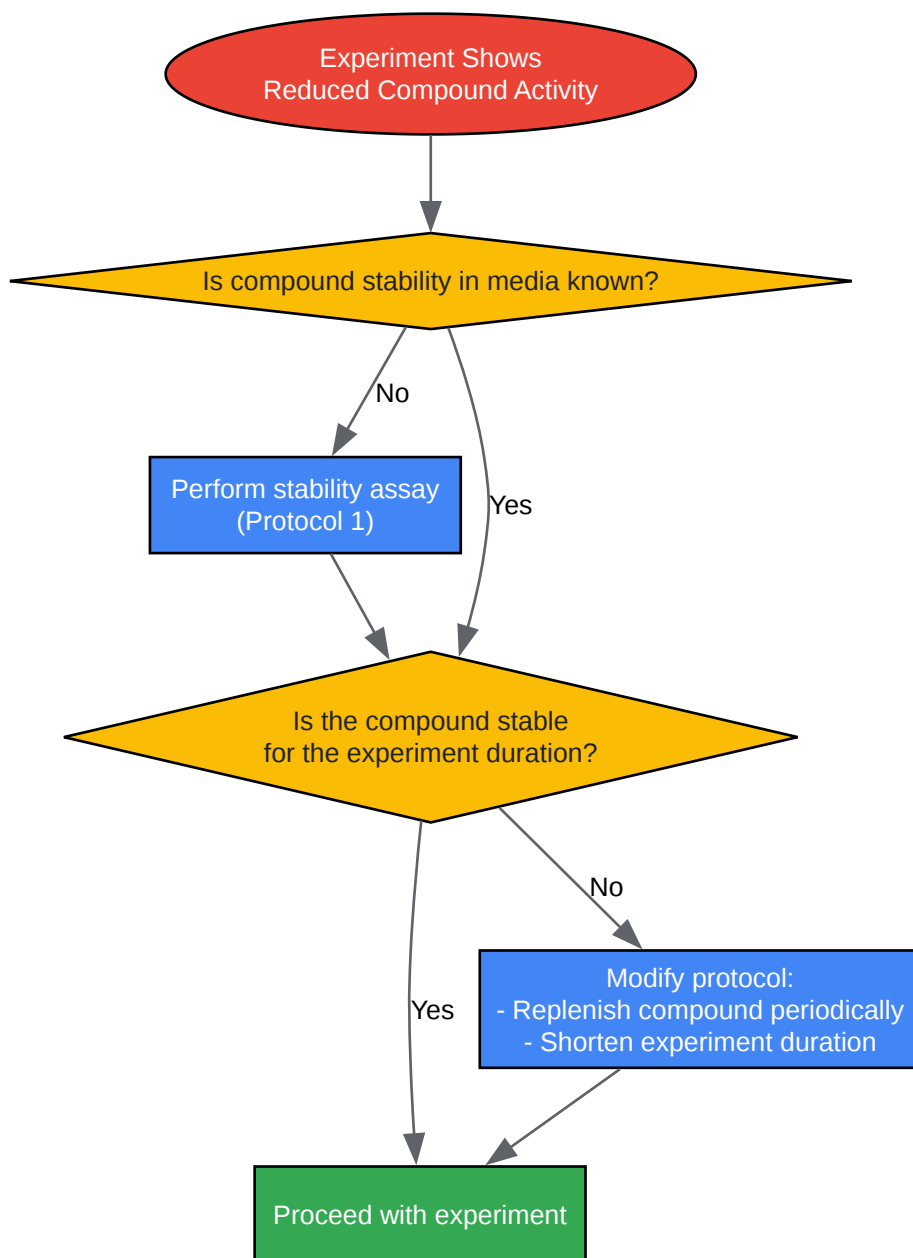 Experiment Shows
Reduced Compound Activity
Is compound stability in media known?
No
Perform stability assay
(Protocol 1)
Yes
Is the compound stable
for the experiment duration?
No
Modify protocol:
- Replenish compound periodically
- Shorten experiment duration
Yes
Proceed with experiment